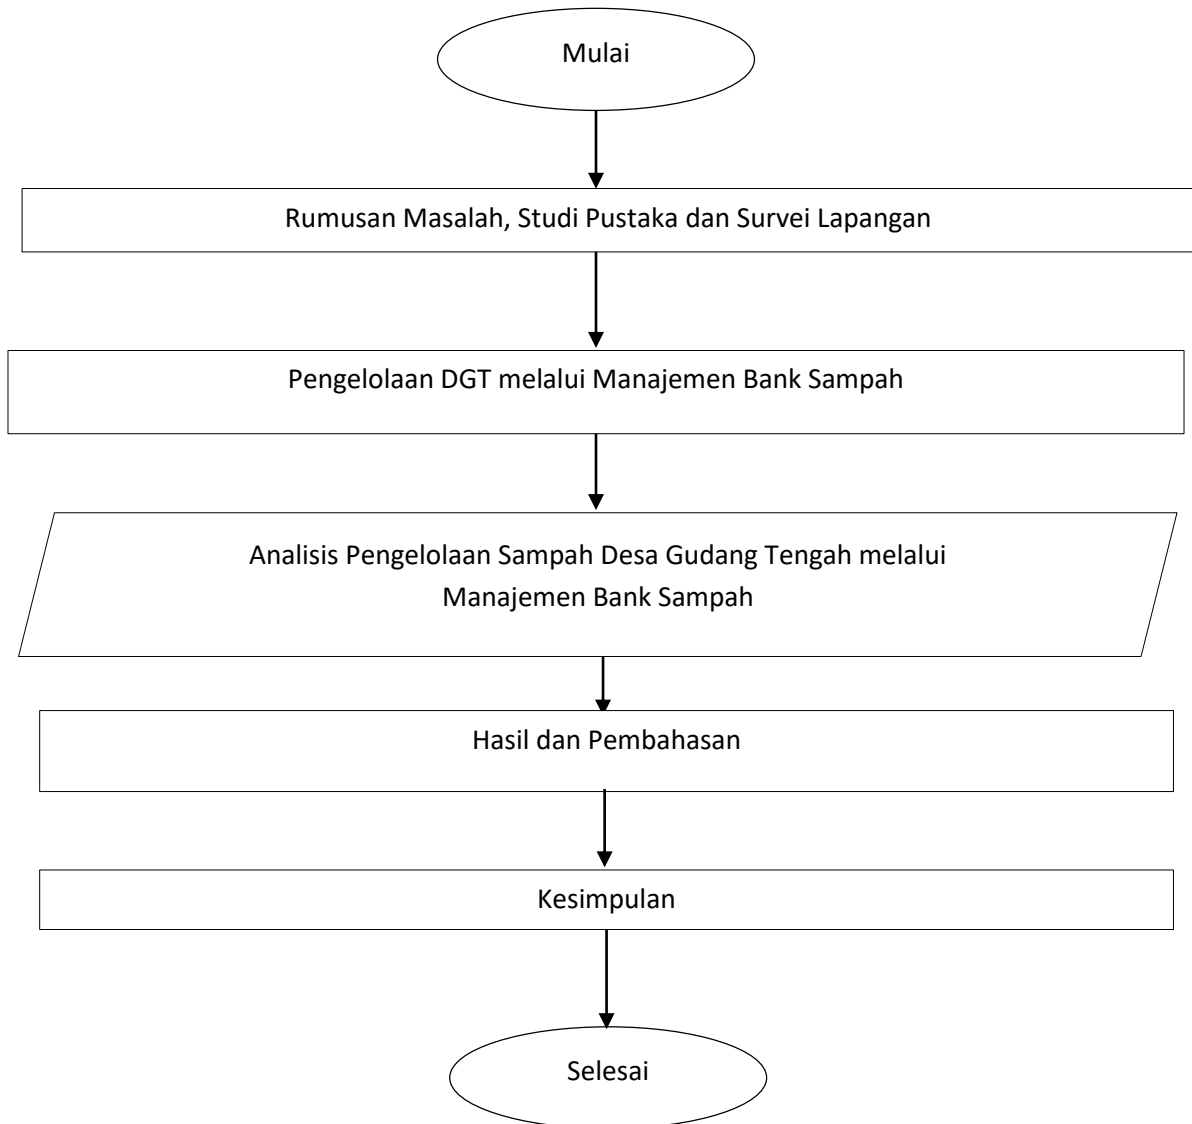 Mulai
Rumusan Masalah, Studi Pustaka dan Survei Lapangan
Pengelolaan DGT melalui Manajemen Bank Sampah
Analisis Pengelolaan Sampah Desa Gudang Tengah melalui
Manajemen Bank Sampah
Hasil dan Pembahasan
Kesimpulan
Selesai